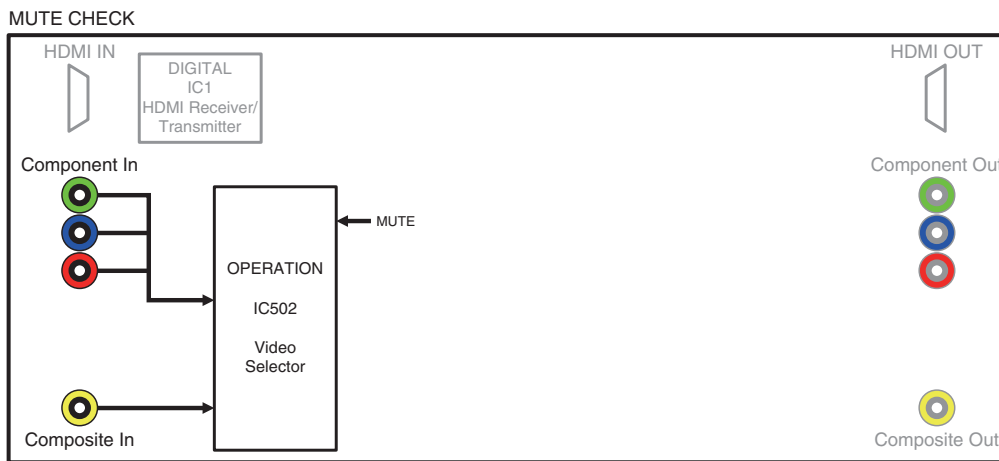 MUTE CHECK
HDMI IN
HDMI OUT
DIGITAL
IC1
HDMI Receiver/
Transmitter
Component In
Component Out
MUTE
OPERATION
IC502
Video
Selector
Composite In
Composite Out